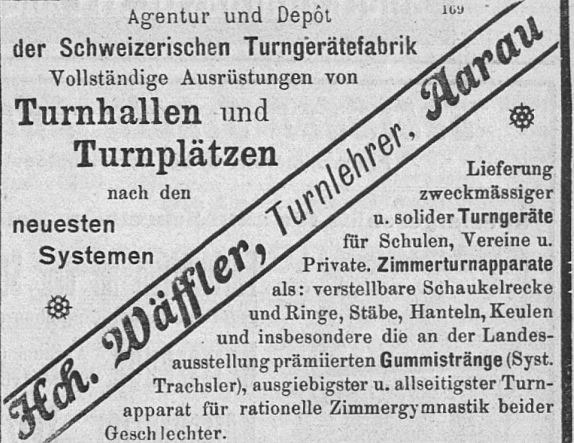 Agentur und Depôt
169
der Schweizerischen Turngerätefabrik
Vollständige Ausrüstungen von
Turnhallen und
Turnplätzen
nach den
neuesten
Systemen
Hch. Wäffler, Turnlehrer, Aarau
Lieferung
zweckmässiger
u. solider Turngeräte
für Schulen, Vereine u.
Private. Zimmerturnapparate
als: verstellbare Schaukelrecke
und Ringe, Stäbe, Hanteln, Keulen
und insbesondere die an der Landes-
ausstellung prämiierten Gummistränge (Syst.
Trachsler), ausgiebigster u. allseitigster Turn-
apparat für rationelle Zimmergymnastik beider
Geschlechter.